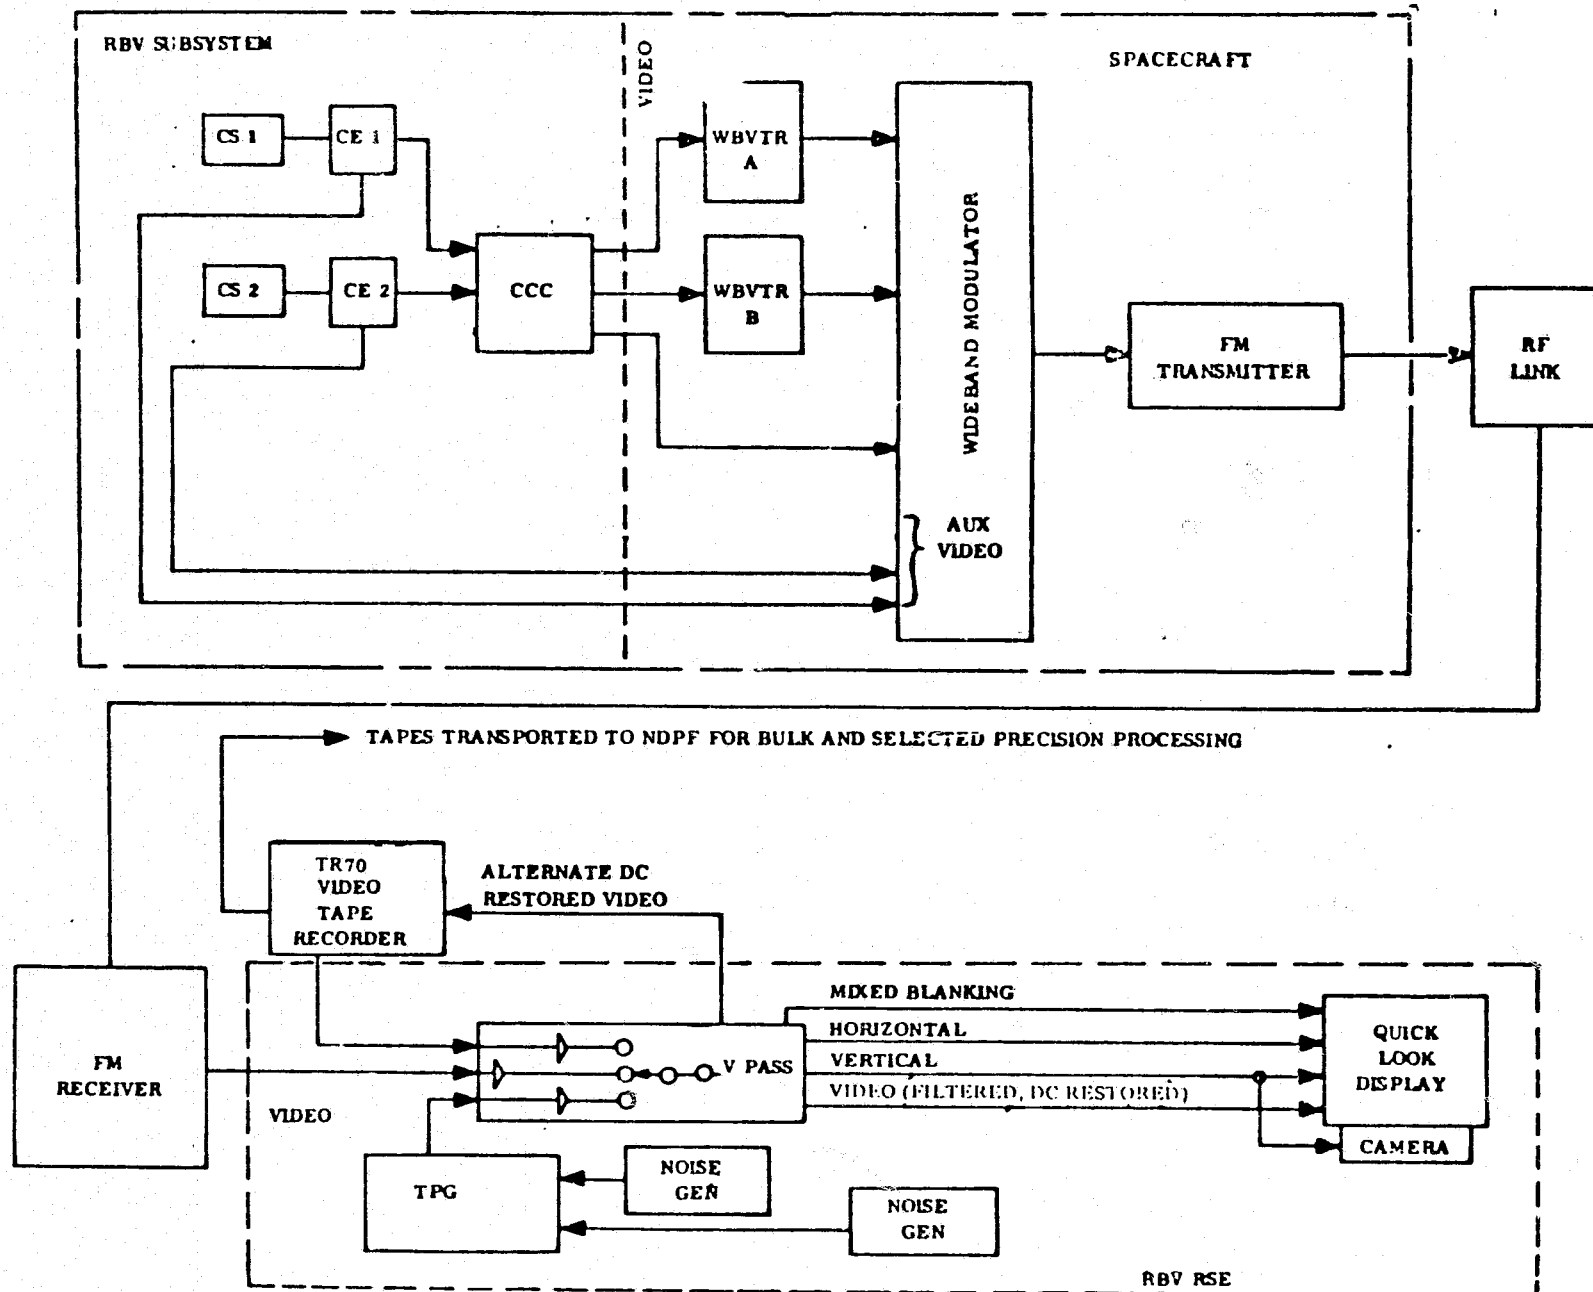 RBV SUBSYSTEM
VIDEO
SPACECRAFT
CS 1
CE 1
WBVTR
A
CS 2
CE 2
CCC
WBVTR
B
WIDEBAND MODULATOR
FM
TRANSMITTER
RF
LINK
AUX
VIDEO
TAPES TRANSPORTED TO NDPF FOR BULK AND SELECTED PRECISION PROCESSING
TR70
VIDEO
TAPE
RECORDER
ALTERNATE DC
RESTORED VIDEO
FM
RECEIVER
VIDEO
V PASS
MIXED BLANKING
HORIZONTAL
VERTICAL
VIDEO (FILTERED, DC RESTORED)
QUICK
LOOK
DISPLAY
CAMERA
TPG
NOISE
GEN
NOISE
GEN
RBV RSE